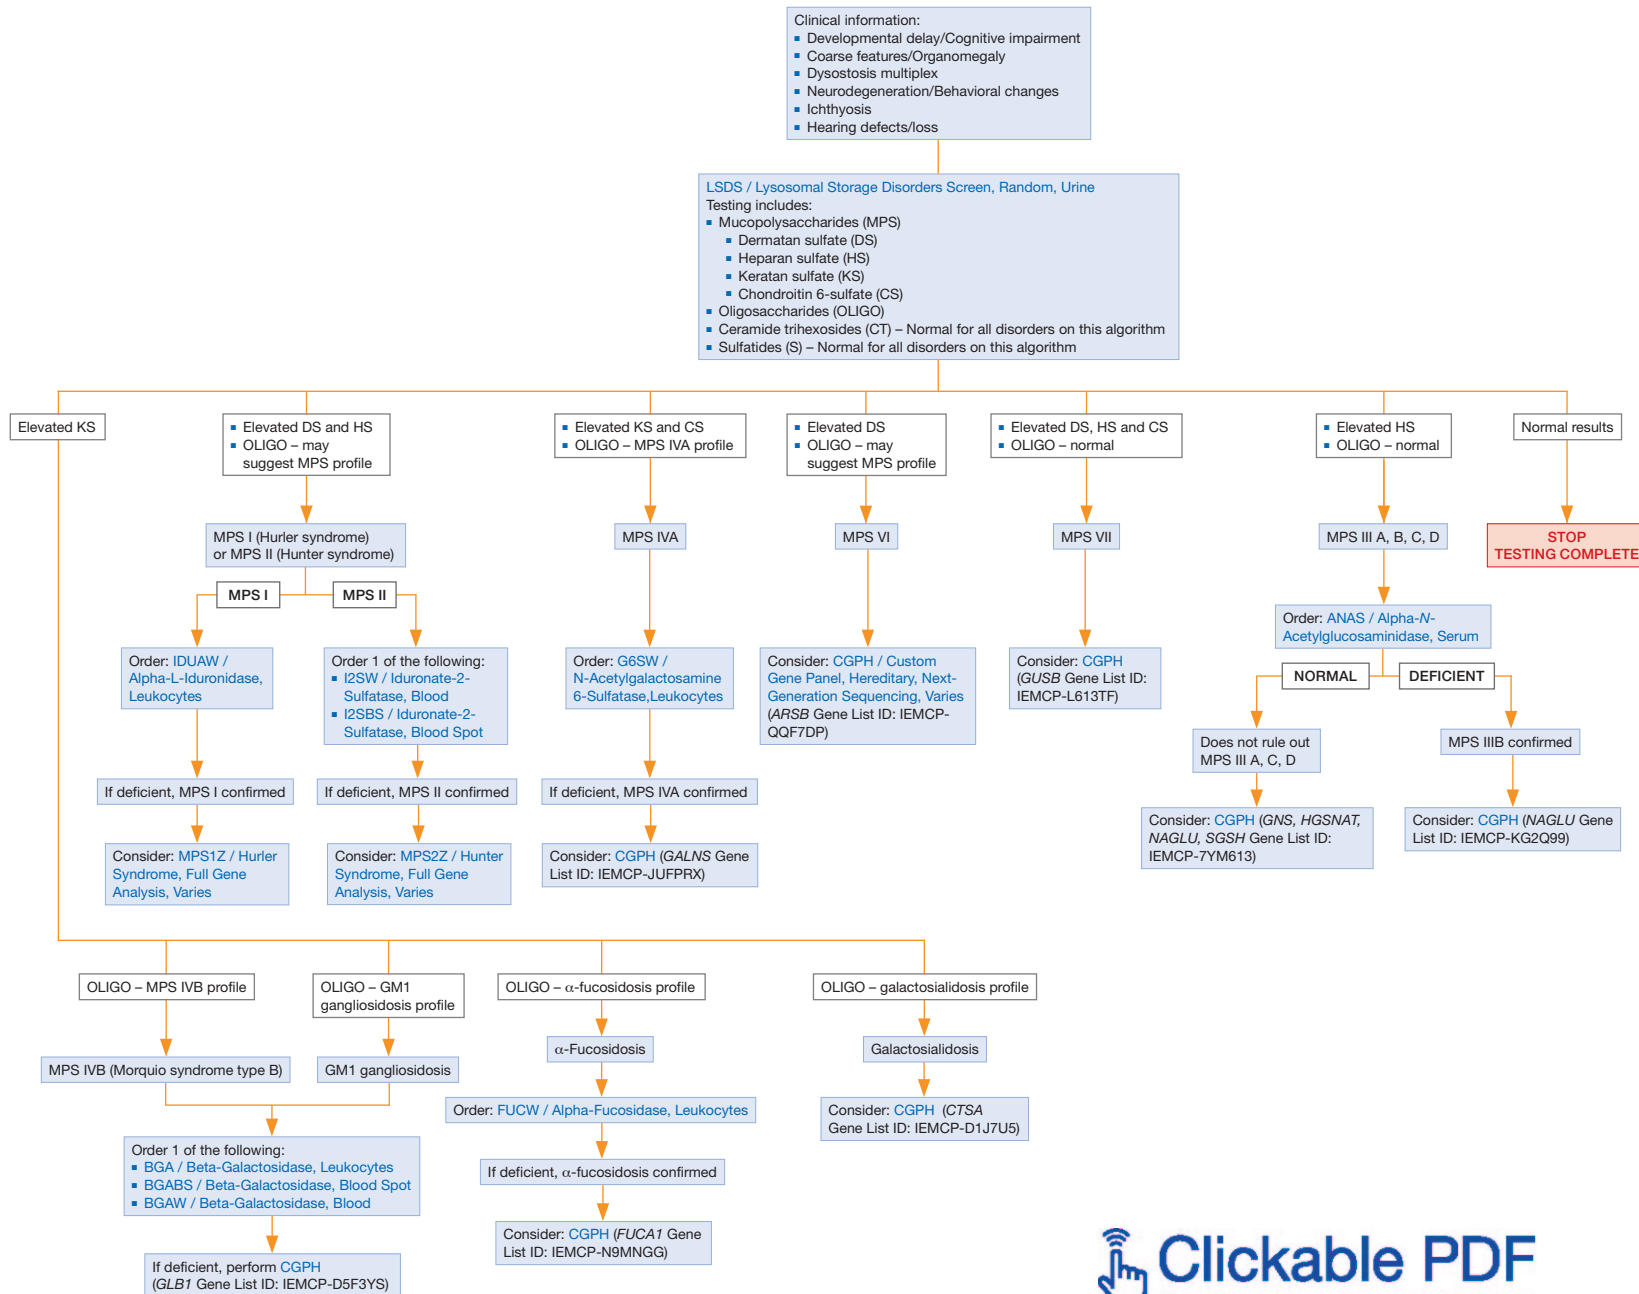 Clinical information:
▪ Developmental delay/Cognitive impairment
▪ Coarse features/Organomegaly
▪ Dysostosis multiplex
▪ Neurodegeneration/Behavioral changes
▪ Ichthyosis
▪ Hearing defects/loss
LSDS / Lysosomal Storage Disorders Screen, Random, Urine
Testing includes:
▪ Mucopolysaccharides (MPS)
▪ Dermatan sulfate (DS)
▪ Heparan sulfate (HS)
▪ Keratan sulfate (KS)
▪ Chondroitin 6-sulfate (CS)
▪ Oligosaccharides (OLIGO)
▪ Ceramide trihexosides (CT) – Normal for all disorders on this algorithm
▪ Sulfatides (S) – Normal for all disorders on this algorithm
Elevated KS
▪ Elevated DS and HS
▪ OLIGO – may
suggest MPS profile
▪ Elevated KS and CS
▪ OLIGO – MPS IVA profile
▪ Elevated DS
▪ OLIGO – may
suggest MPS profile
▪ Elevated DS, HS and CS
▪ OLIGO – normal
▪ Elevated HS
▪ OLIGO – normal
Normal results
MPS I (Hurler syndrome)
or MPS II (Hunter syndrome)
MPS IVA
MPS VI
MPS VII
MPS III A, B, C, D
STOP
TESTING COMPLETE
MPS I
MPS II
Order: ANAS / Alpha-N-
Acetylglucosaminidase, Serum
Order: IDUAW /
Alpha-L-Iduronidase,
Leukocytes
Order 1 of the following:
▪ I2SW / Iduronate-2-
Sulfatase, Blood
▪ I2SBS / Iduronate-2-
Sulfatase, Blood Spot
Order: G6SW /
N-Acetylgalactosamine
6-Sulfatase,Leukocytes
Consider: CGPH / Custom
Gene Panel, Hereditary, Next-
Generation Sequencing, Varies
(ARSB Gene List ID: IEMCP-
QQF7DP)
Consider: CGPH
(GUSB Gene List ID:
IEMCP-L613TF)
NORMAL
DEFICIENT
Does not rule out
MPS III A, C, D
MPS IIIB confirmed
If deficient, MPS I confirmed
If deficient, MPS II confirmed
If deficient, MPS IVA confirmed
Consider: CGPH (GNS, HGSNAT,
NAGLU, SGSH Gene List ID:
IEMCP-7YM613)
Consider: CGPH (NAGLU Gene
List ID: IEMCP-KG2Q99)
Consider: MPS1Z / Hurler
Syndrome, Full Gene
Analysis, Varies
Consider: MPS2Z / Hunter
Syndrome, Full Gene
Analysis, Varies
Consider: CGPH (GALNS Gene
List ID: IEMCP-JUFPRX)
OLIGO – MPS IVB profile
OLIGO – GM1
gangliosidosis profile
OLIGO – α-fucosidosis profile
OLIGO – galactosialidosis profile
MPS IVB (Morquio syndrome type B)
GM1 gangliosidosis
α-Fucosidosis
Galactosialidosis
Order: FUCW / Alpha-Fucosidase, Leukocytes
Consider: CGPH (CTSA
Gene List ID: IEMCP-D1J7U5)
Order 1 of the following:
▪ BGA / Beta-Galactosidase, Leukocytes
▪ BGABS / Beta-Galactosidase, Blood Spot
▪ BGAW / Beta-Galactosidase, Blood
If deficient, α-fucosidosis confirmed
Consider: CGPH (FUCA1 Gene
List ID: IEMCP-N9MNGG)
If deficient, perform CGPH
(GLB1 Gene List ID: IEMCP-D5F3YS)
Clickable PDF